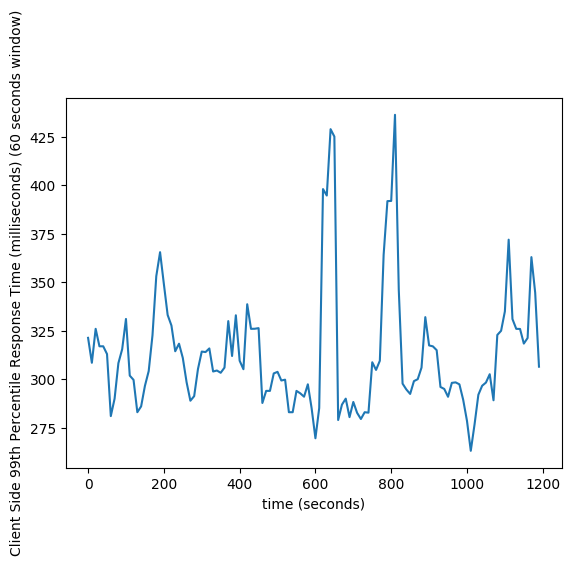 Client Side 99th Percentile Response Time (milliseconds) (60 seconds window)
425
400
375
350
325
300
275
0 200 400 600 800 1000 1200
time (seconds)